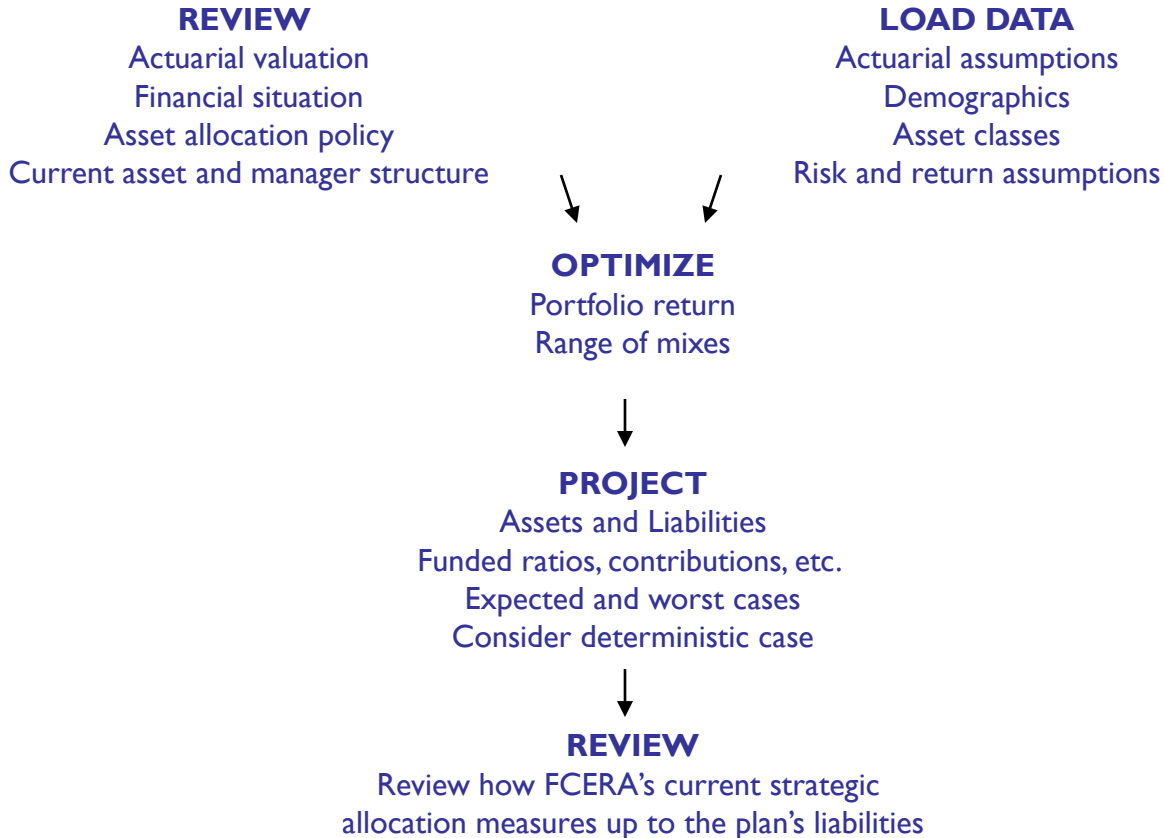 REVIEW
Actuarial valuation
Financial situation
Asset allocation policy
Current asset and manager structure
LOAD DATA
Actuarial assumptions
Demographics
Asset classes
Risk and return assumptions
OPTIMIZE
Portfolio return
Range of mixes
PROJECT
Assets and Liabilities
Funded ratios, contributions, etc.
Expected and worst cases
Consider deterministic case
REVIEW
Review how FCERA’s current strategic
allocation measures up to the plan’s liabilities